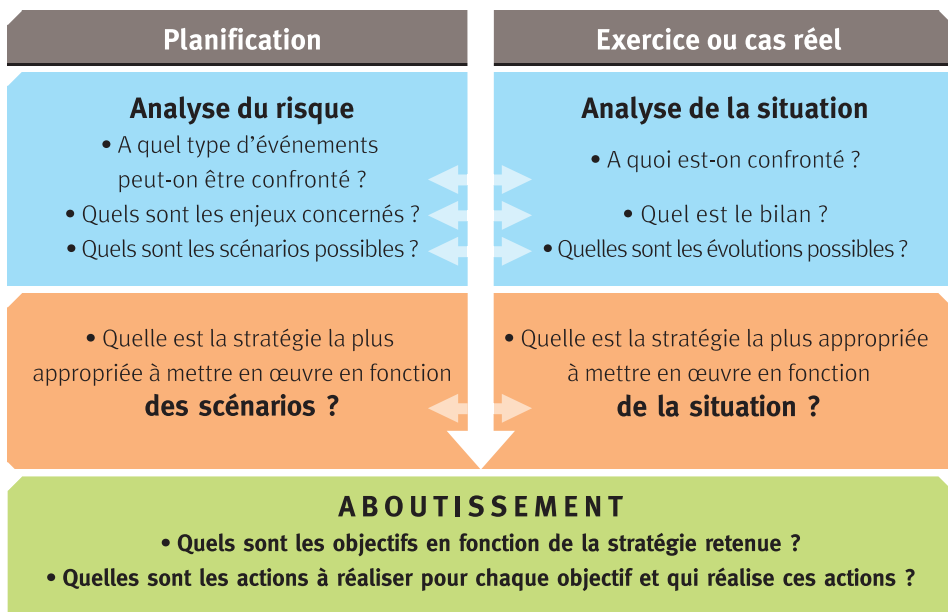 Planification
Analyse du risque
• A quel type d'événements
peut-on être confronté ?
• Quels sont les enjeux concernés ?
• Quels sont les scénarios possibles ?
• Quelle est la stratégie la plus
appropriée à mettre en œuvre en fonction
des scénarios ?
Exercice ou cas réel
Analyse de la situation
• A quoi est-on confronté ?
• Quel est le bilan ?
• Quelles sont les évolutions possibles ?
• Quelle est la stratégie la plus appropriée
à mettre en œuvre en fonction
de la situation ?
ABOUTISSEMENT
• Quels sont les objectifs en fonction de la stratégie retenue ?
• Quelles sont les actions à réaliser pour chaque objectif et qui réalise ces actions ?